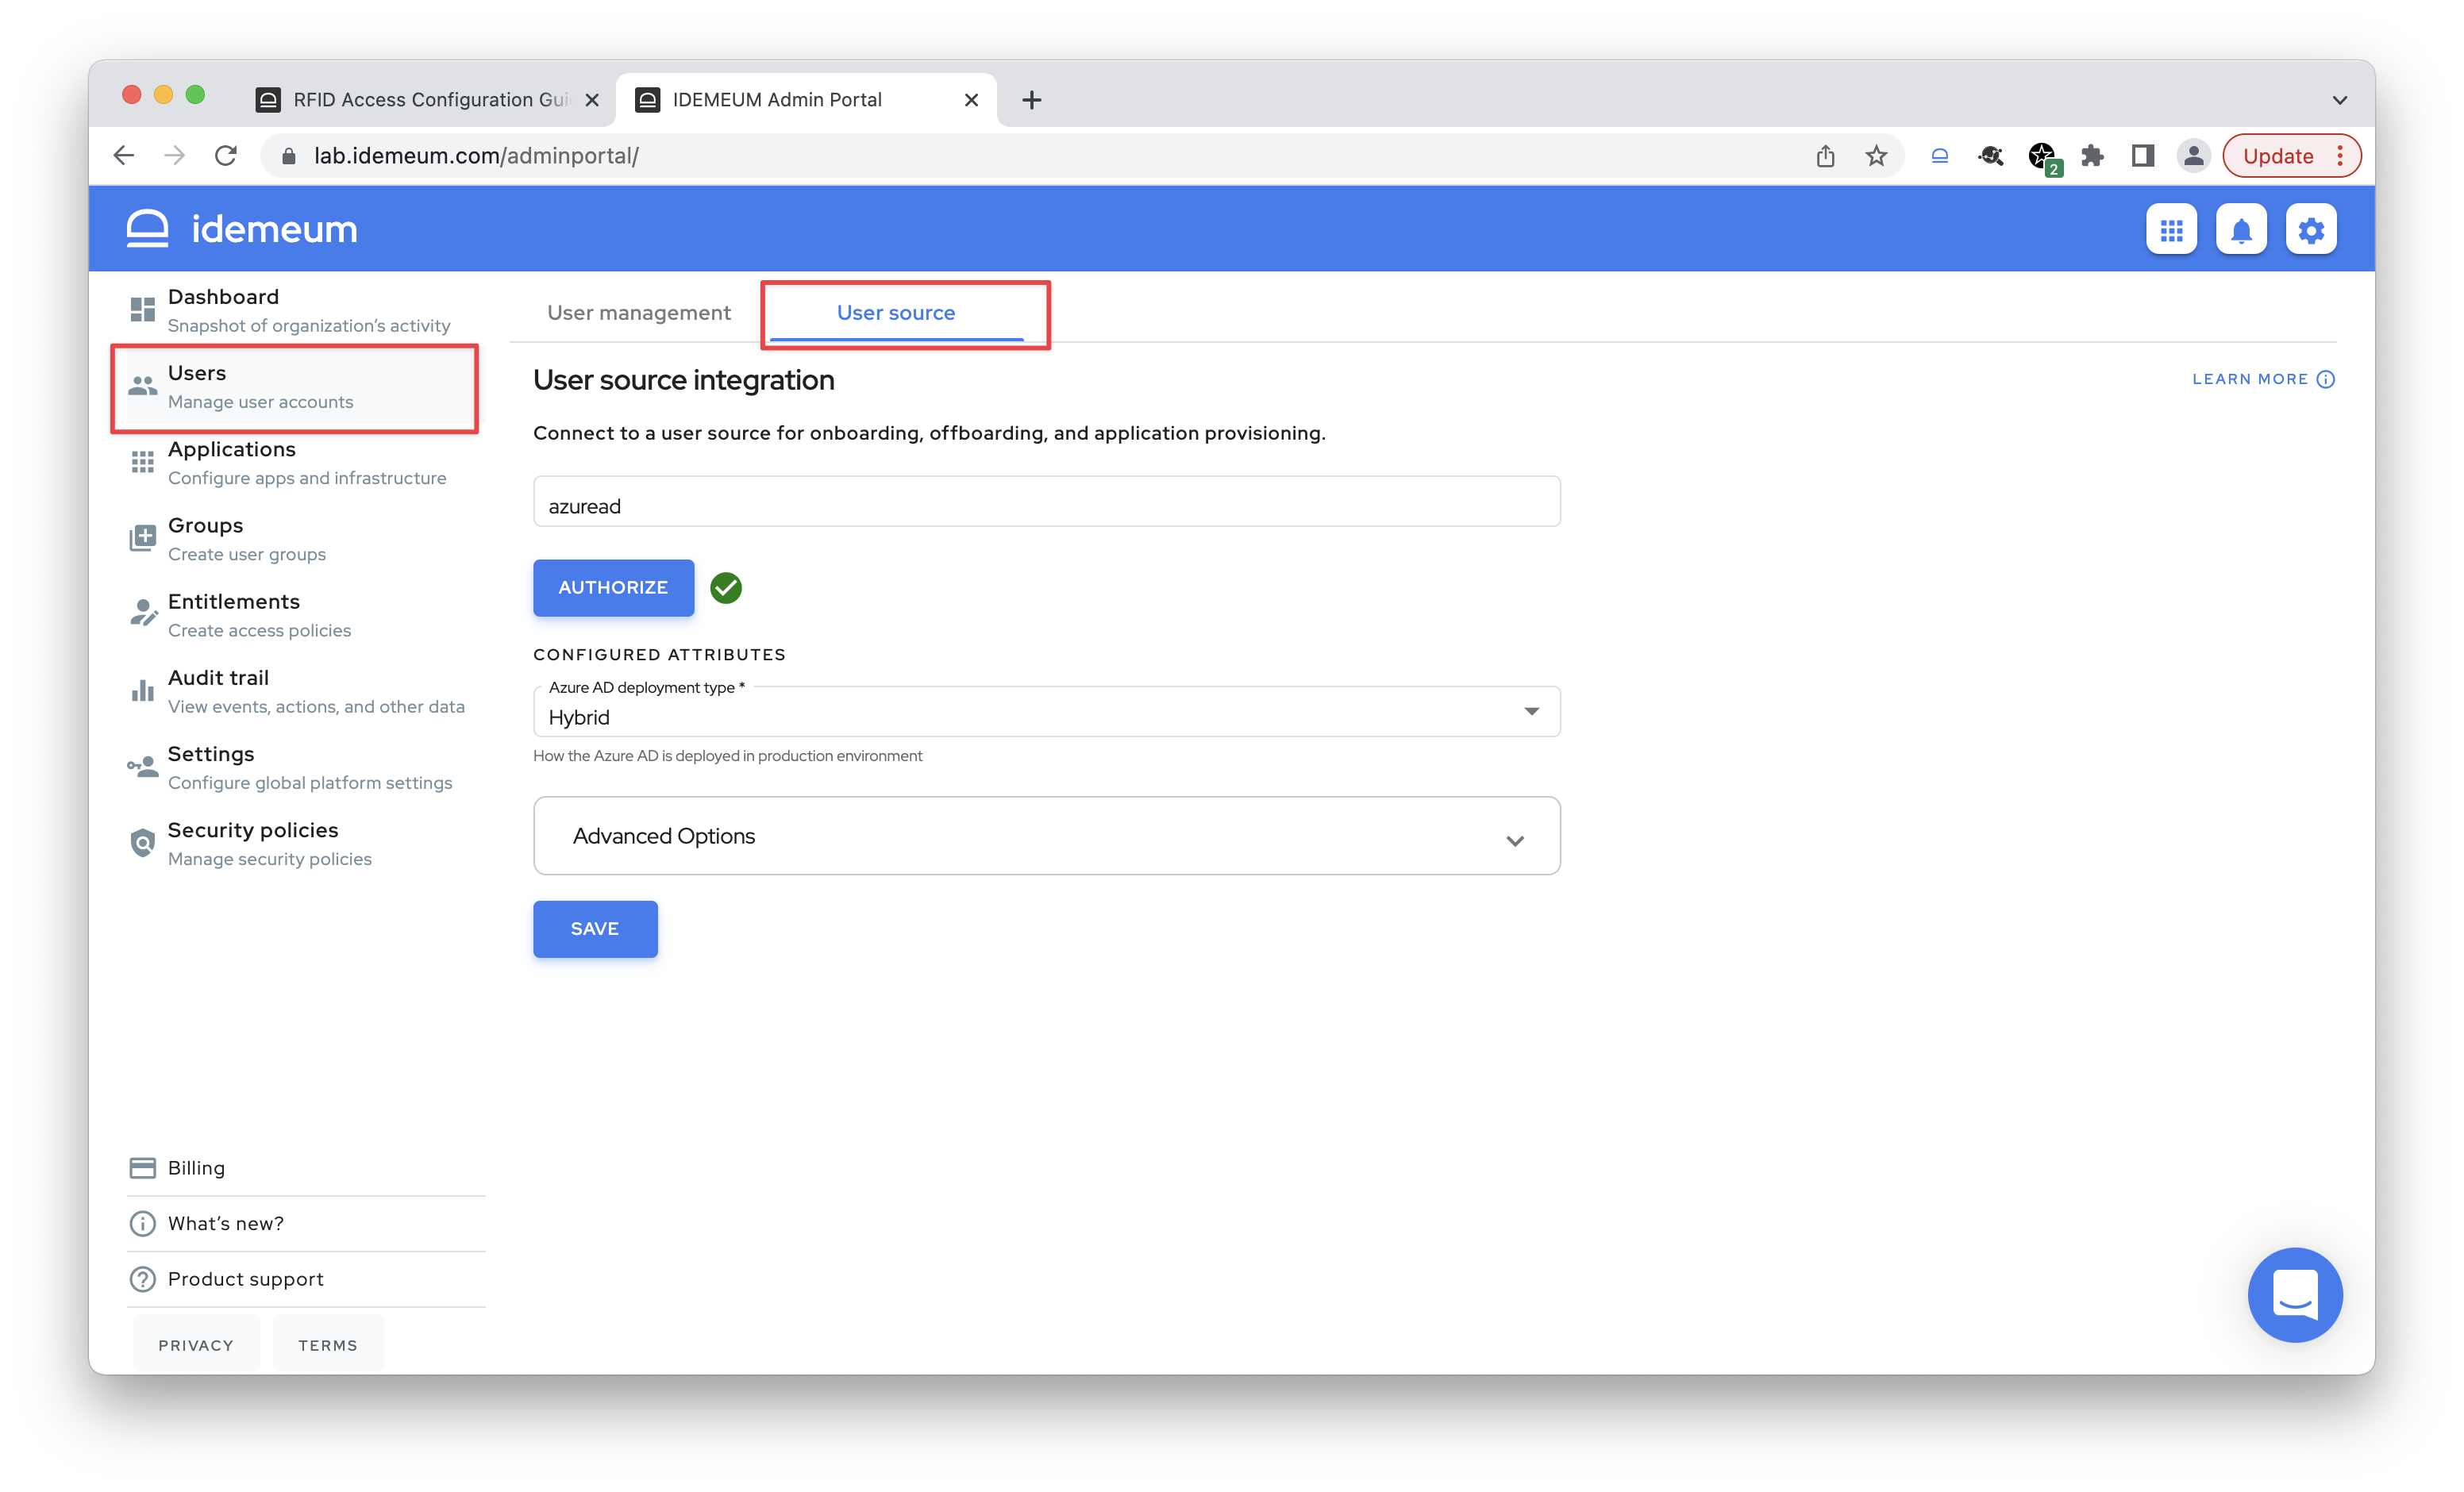 RFID Access Configuration Gui
IDEMEUM Admin Portal
lab.idemeum.com/adminportal/
2
Update
idemeum
Dashboard
Snapshot of organization's activity
Users
Manage user accounts
Applications
Configure apps and infrastructure
Groups
Create user groups
Entitlements
Create access policies
Audit trail
View events, actions, and other data
Settings
Configure global platform settings
Security policies
Manage security policies
Billing
What's new?
Product support
PRIVACY
TERMS
User management
User source
User source integration
LEARN MORE
Connect to a user source for onboarding, offboarding, and application provisioning.
azuread
AUTHORIZE
CONFIGURED ATTRIBUTES
Azure AD deployment type *
Hybrid
How the Azure AD is deployed in production environment
Advanced Options
SAVE